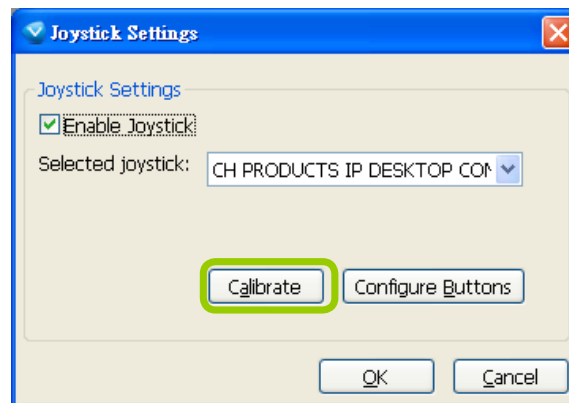 Joystick Settings
Joystick Settings
Enable Joystick
Selected joystick: CH PRODUCTS IP DESKTOP CON
Calibrate Configure Buttons
OK Cancel